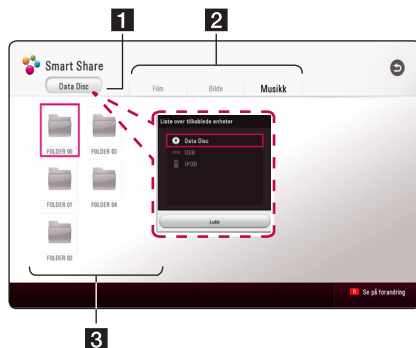 1
2
Smart Share
Data Disc
Film
Bilde
Musikk
Liste over tilkoblede enheter
Data Disc
USB
IPOD
Lukk
FOLDER 00
FOLDER 03
FOLDER 01
FOLDER 04
FOLDER 02
R Se på forandring
3